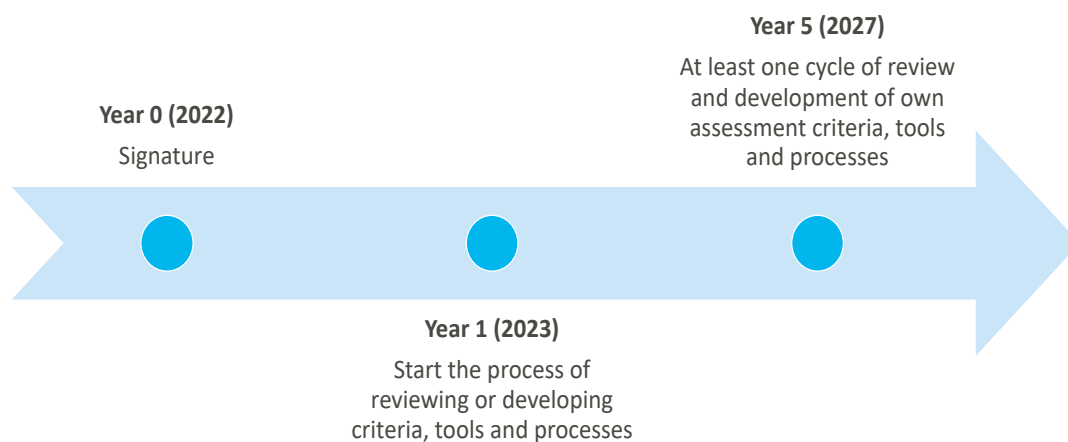 Year 0 (2022)
Signature
Year 1 (2023)
Start the process of
reviewing or developing
criteria, tools and processes
Year 5 (2027)
At least one cycle of review
and development of own
assessment criteria, tools
and processes